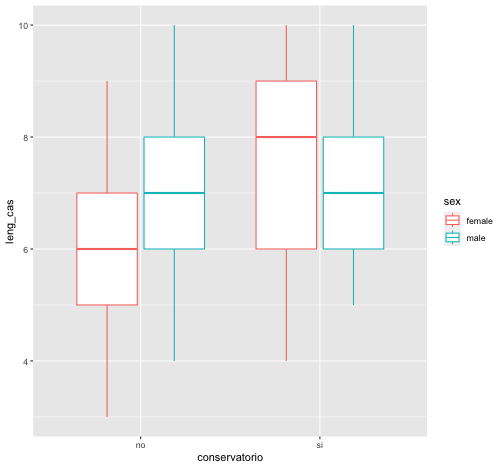 10
8
6
4
leng_cas
no
si
conservatorio
sex
female
male